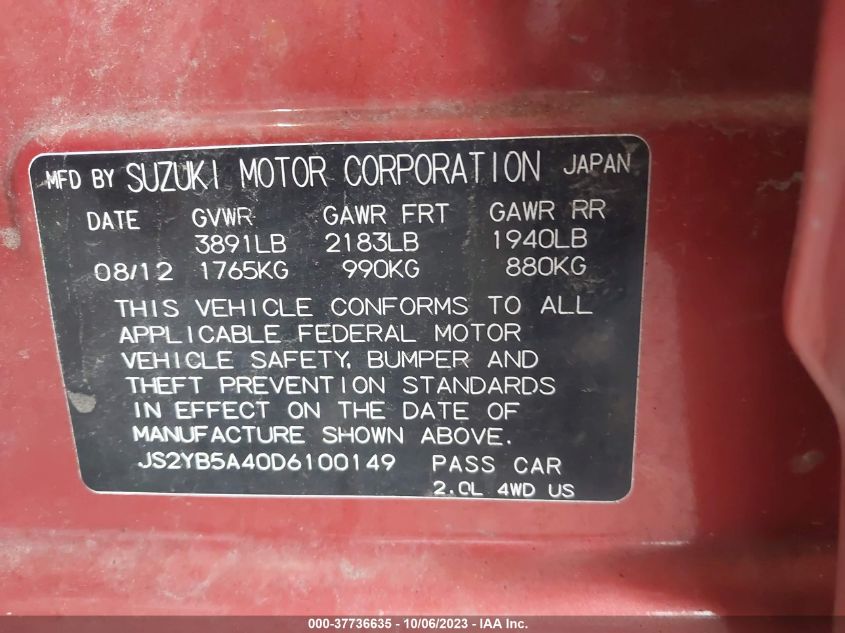 MFD BY SUZUKI MOTOR CORPORATION JAPAN
DATE GVWR GAWR FRT GAWR RR
3891LB 2183LB 1940LB
08/12 1765KG 990KG 880KG
THIS VEHICLE CONFORMS TO ALL
APPLICABLE FEDERAL MOTOR
VEHICLE SAFETY, BUMPER AND
THEFT PREVENTION STANDARDS
IN EFFECT ON THE DATE OF
MANUFACTURE SHOWN ABOVE.
JS2YB5A40D6100149 PASS CAR
2.0L 4WD US
000-37736635 - 10/06/2023 - IAA Inc.